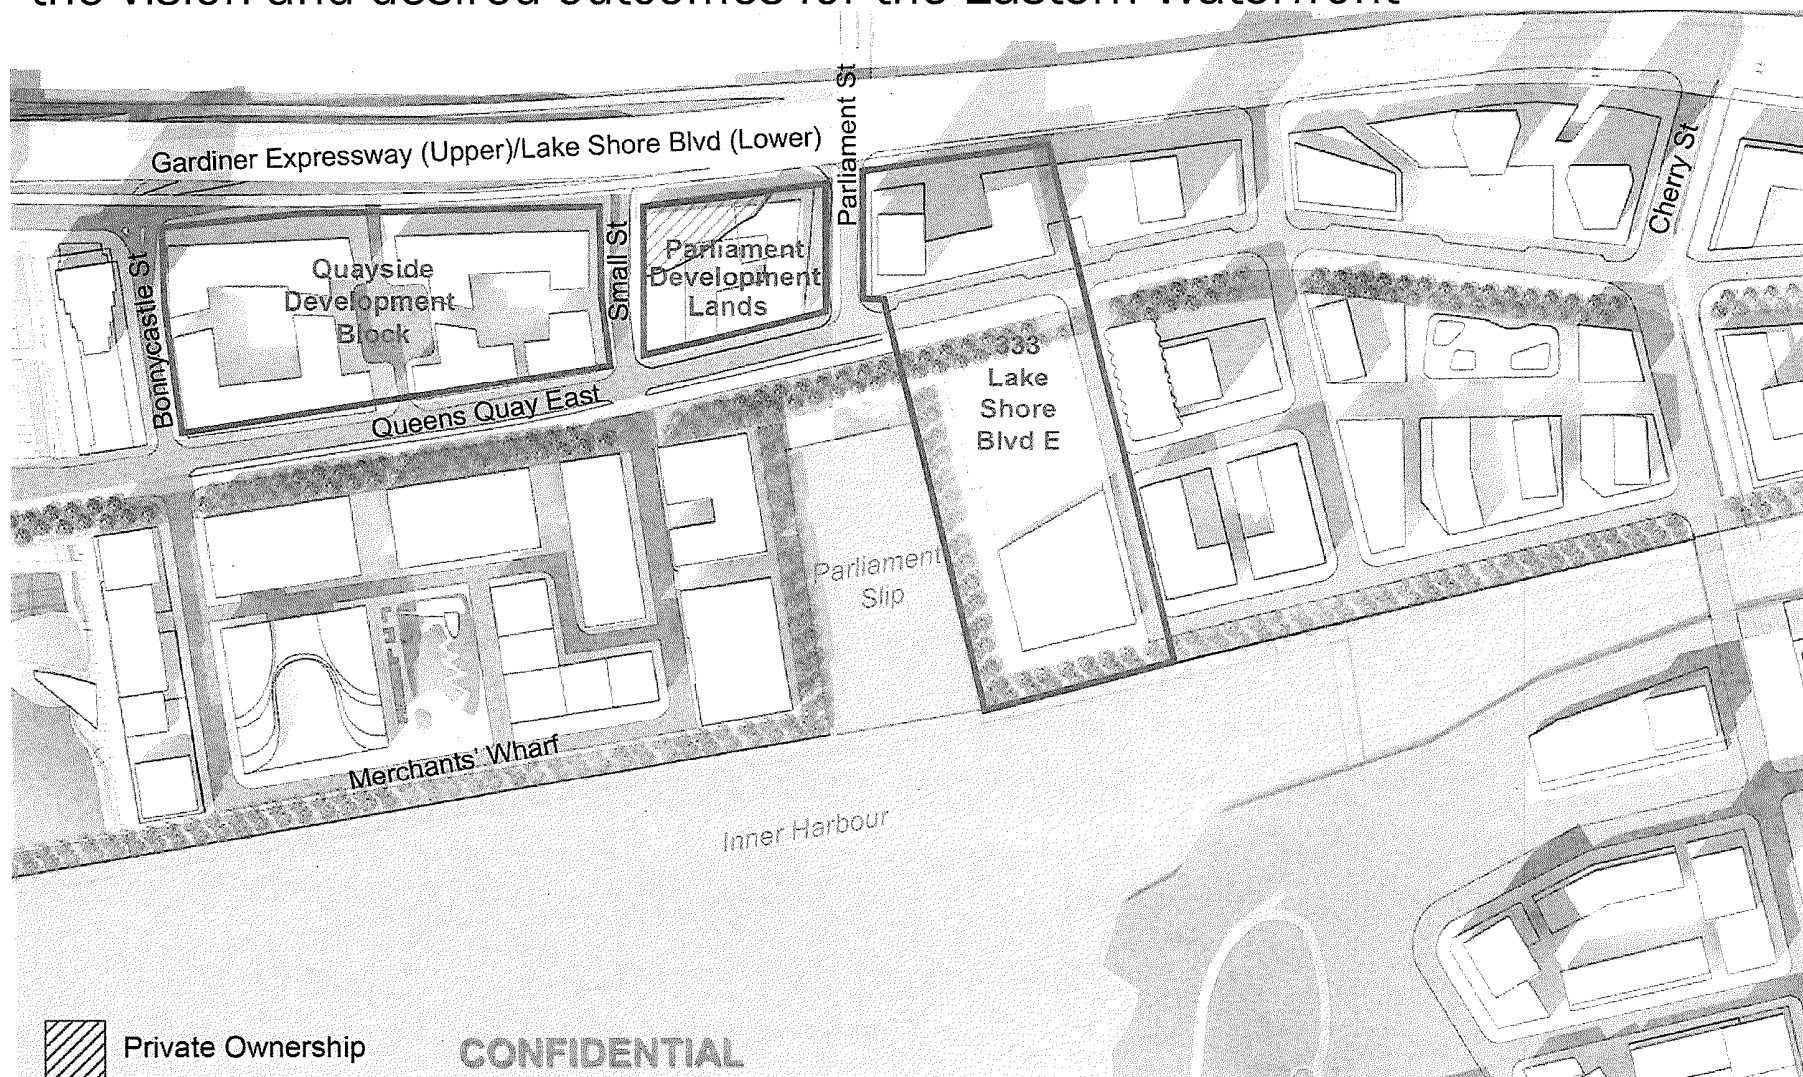 the vision and desired outcomes for the Eastern Waterfront
Parliament St
Gardiner Expressway (Upper)/Lake Shore Blvd (Lower)
Cherry St
Bonnycastle St
Small St
Quayside
Development
Block
Parliament
Development
Lands
333
Lake
Shore
Blvd E
Queens Quay East
Parliament
Slip
Merchants' Wharf
Inner Harbour
Private Ownership
CONFIDENTIAL